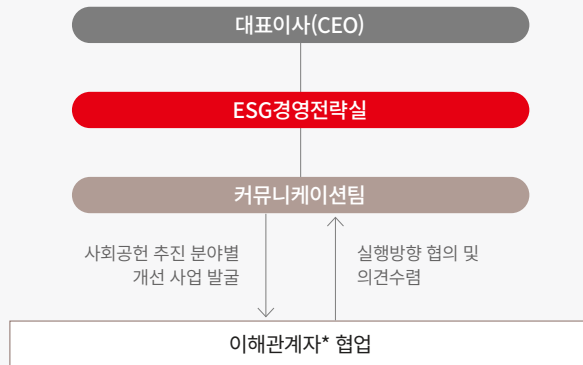 대표이사(CEO)
ESG경영전략실
커뮤니케이션팀
사회공헌 추진 분야별
개선 사업 발굴
실행방향 협의 및
의견수렴
이해관계자* 협업